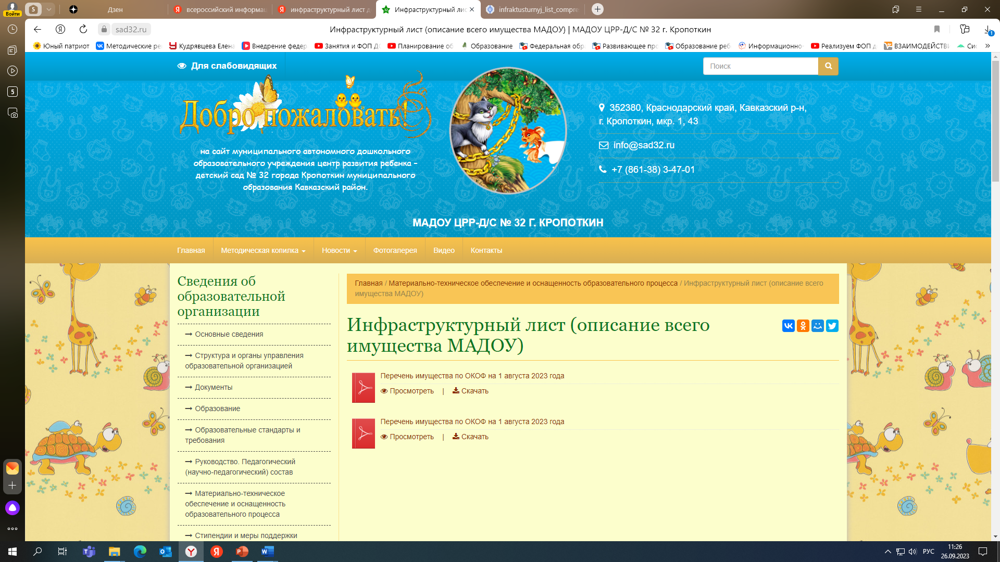 Войти
5
Дзен
всероссийский информац
инфраструктурный лист д
Инфраструктурный лис
infraktusturnyj_list_compre
sad32.ru
Инфраструктурный лист (описание всего имущества МАДОУ) | МАДОУ ЦРР-Д/С № 32 г. Кропоткин
1
Юный патриот
Методические ре
Кудрявцева Елена
Внедрение федер
Занятия и ФОП ДО
Планирование об
Образование
Федеральная обр
Развивающее про
Образование реб
Информационно-
Реализуем ФОП д
ВЗАИМОДЕЙСТВИ
Сис
5
Для слабовидящих
Поиск
Добро пожаловать!
на сайт муниципального автономного дошкольного
образовательного учреждения центр развития ребенка –
детский сад № 32 города Кропоткин муниципального
образования Кавказский район.
352380, Краснодарский край, Кавказский р-н,
г. Кропоткин, мкр. 1, 43
info@sad32.ru
+7 (861-38) 3-47-01
МАДОУ ЦРР-Д/С № 32 Г. КРОПОТКИН
Главная
Методическая копилка
Новости
Фотогалерея
Видео
Контакты
Сведения об
образовательной
организации
Основные сведения
Структура и органы управления
образовательной организацией
Документы
Образование
Образовательные стандарты и
требования
Руководство. Педагогический
(научно-педагогический) состав
Материально-техническое
обеспечение и оснащенность
образовательного процесса
Стипендии и меры поддержки
Главная / Материально-техническое обеспечение и оснащенность образовательного процесса / Инфраструктурный лист (описание всего
имущества МАДОУ)
Инфраструктурный лист (описание всего
имущества МАДОУ)
Перечень имущества по ОКОФ на 1 августа 2023 года
Просмотреть | Скачать
Перечень имущества по ОКОФ на 1 августа 2023 года
Просмотреть | Скачать
РУС
11:26
26.09.2023